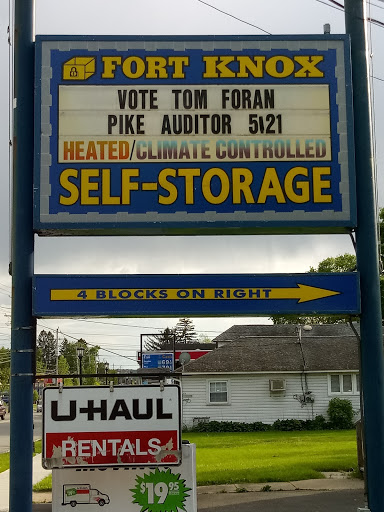 FORT KNOX
VOTE TOM FORAN
PIKE AUDITOR 5\21
HEATED/CLIMATE CONTROLLED
SELF-STORAGE
4 BLOCKS ON RIGHT
U-HAUL
RENTALS
$19.95